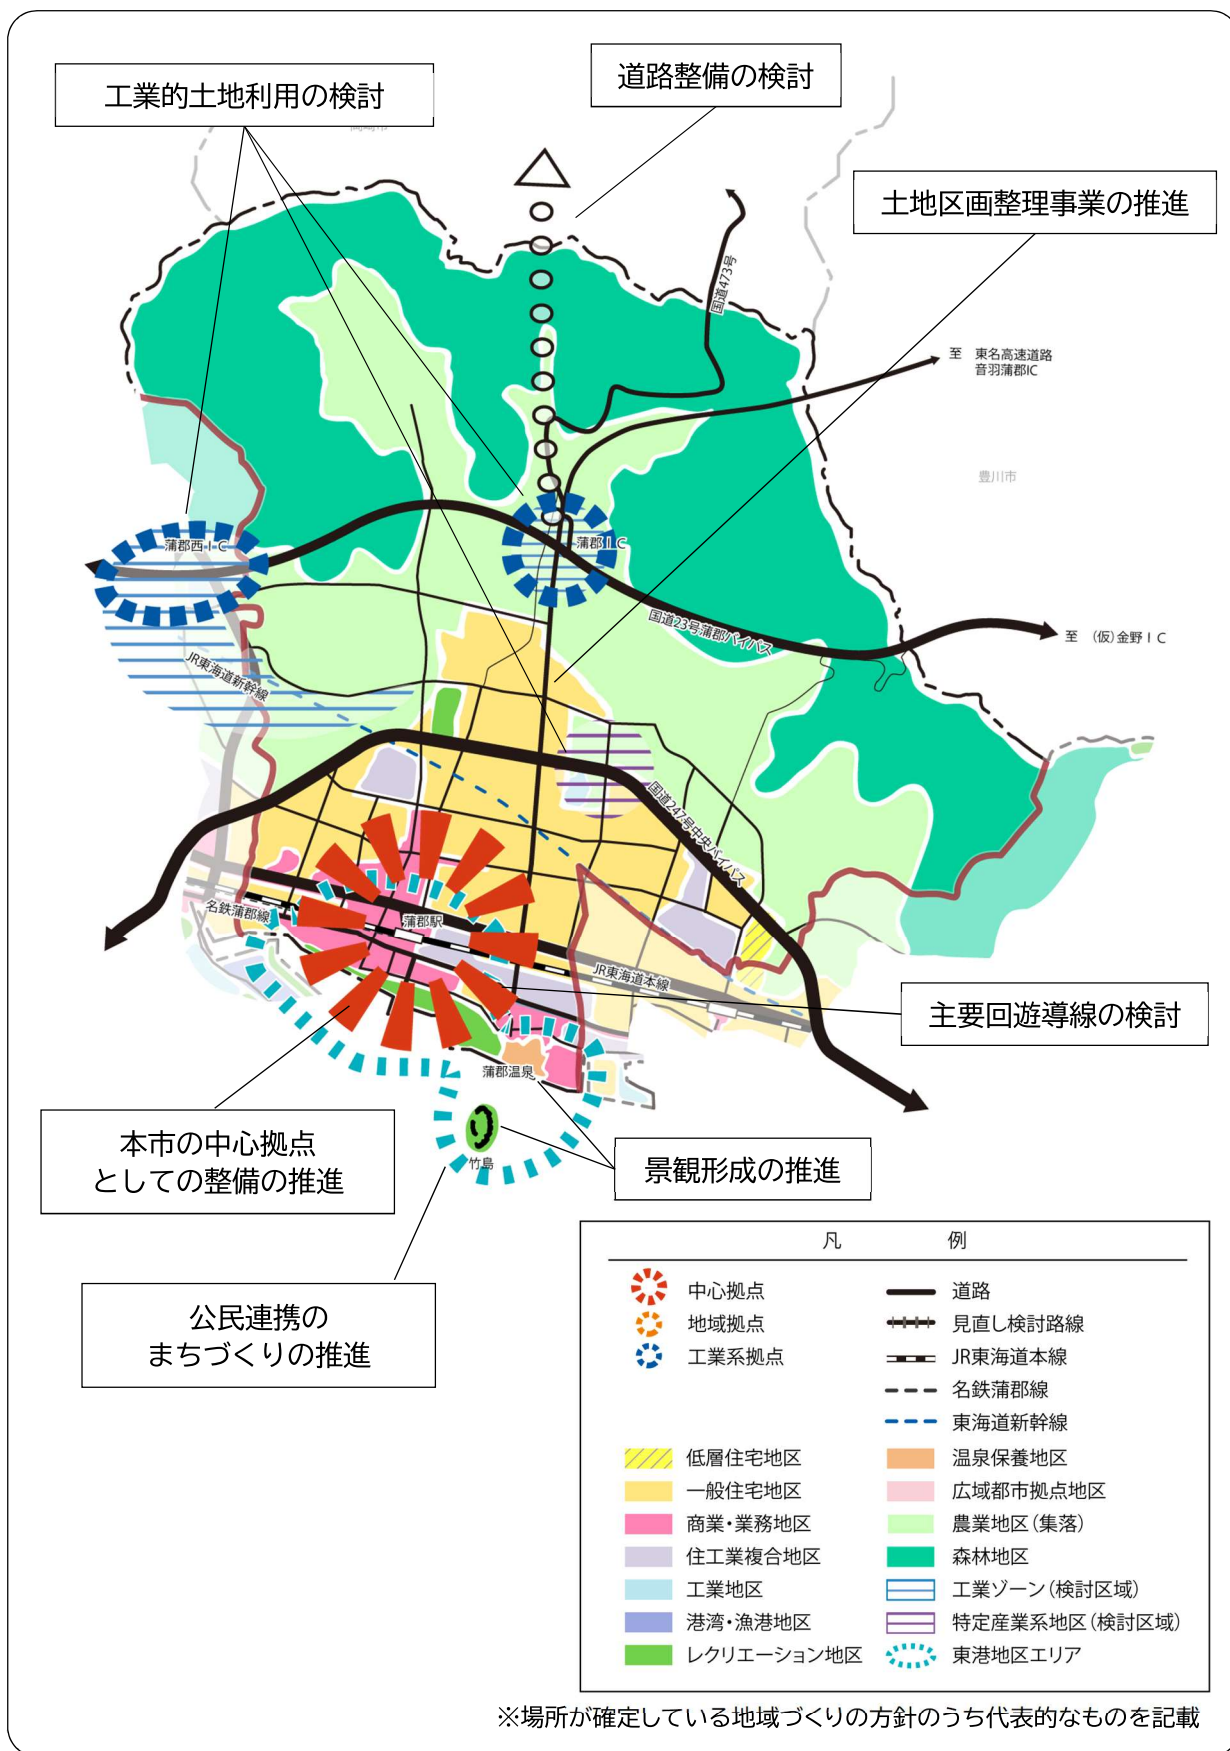 工業的土地利用の検討
道路整備の検討
土地区画整理事業の推進
国道473号
至 東名高速道路
音羽蒲郡IC
豊川市
蒲郡西IC
蒲郡IC
国道23号蒲郡バイパス
至 (仮)金野IC
JR東海道新幹線
国道247号中央バイパス
名鉄蒲郡線
蒲郡駅
JR東海道本線
主要回遊導線の検討
蒲郡温泉
本市の中心拠点
としての整備の推進
竹島
景観形成の推進
公民連携の
まちづくりの推進
凡 例
中心拠点
地域拠点
工業系拠点
道路
見直し検討路線
JR東海道本線
名鉄蒲郡線
東海道新幹線
低層住宅地区
一般住宅地区
商業・業務地区
住工業複合地区
工業地区
港湾・漁港地区
レクリエーション地区
温泉保養地区
広域都市拠点地区
農業地区(集落)
森林地区
工業ゾーン(検討区域)
特定産業系地区(検討区域)
東港地区エリア
※場所が確定している地域づくりの方針のうち代表的なものを記載